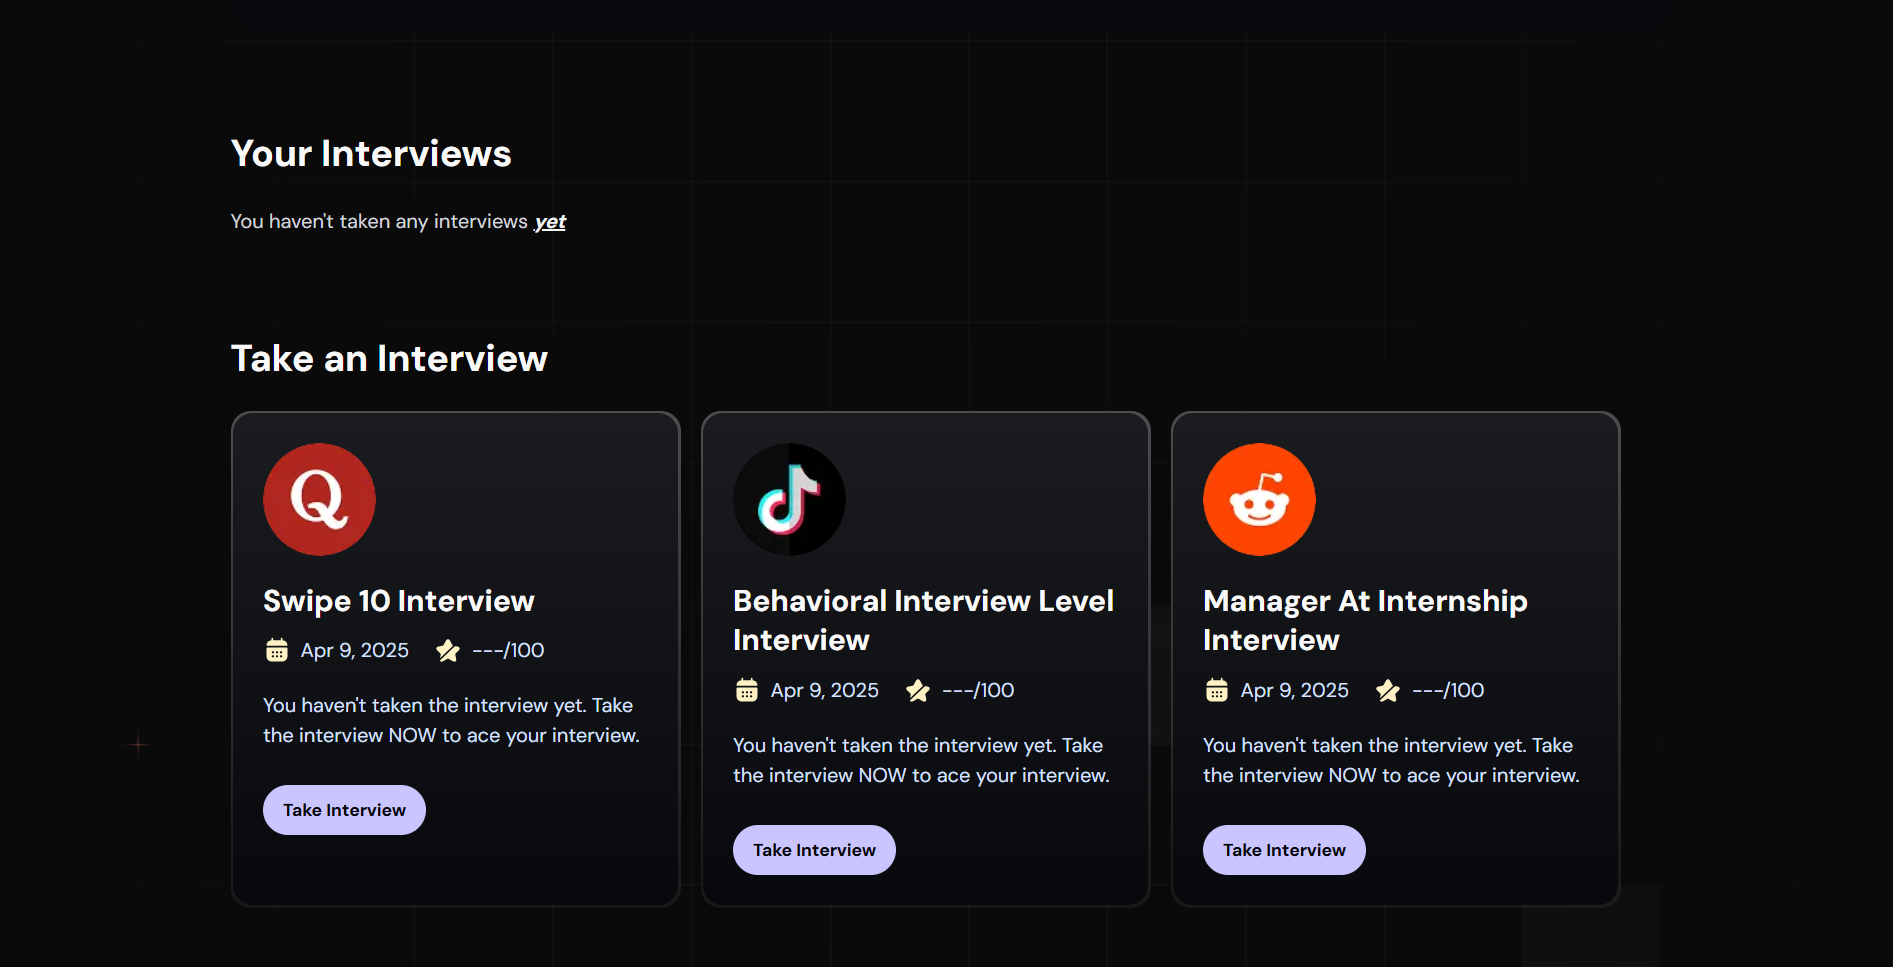 Your Interviews
You haven't taken any interviews yet
Take an Interview
Q
Swipe 10 Interview
Apr 9, 2025 ---/100
You haven't taken the interview yet. Take
the interview NOW to ace your interview.
Take Interview
Behavioral Interview Level
Interview
Apr 9, 2025 ---/100
You haven't taken the interview yet. Take
the interview NOW to ace your interview.
Take Interview
Manager At Internship
Interview
Apr 9, 2025 ---/100
You haven't taken the interview yet. Take
the interview NOW to ace your interview.
Take Interview